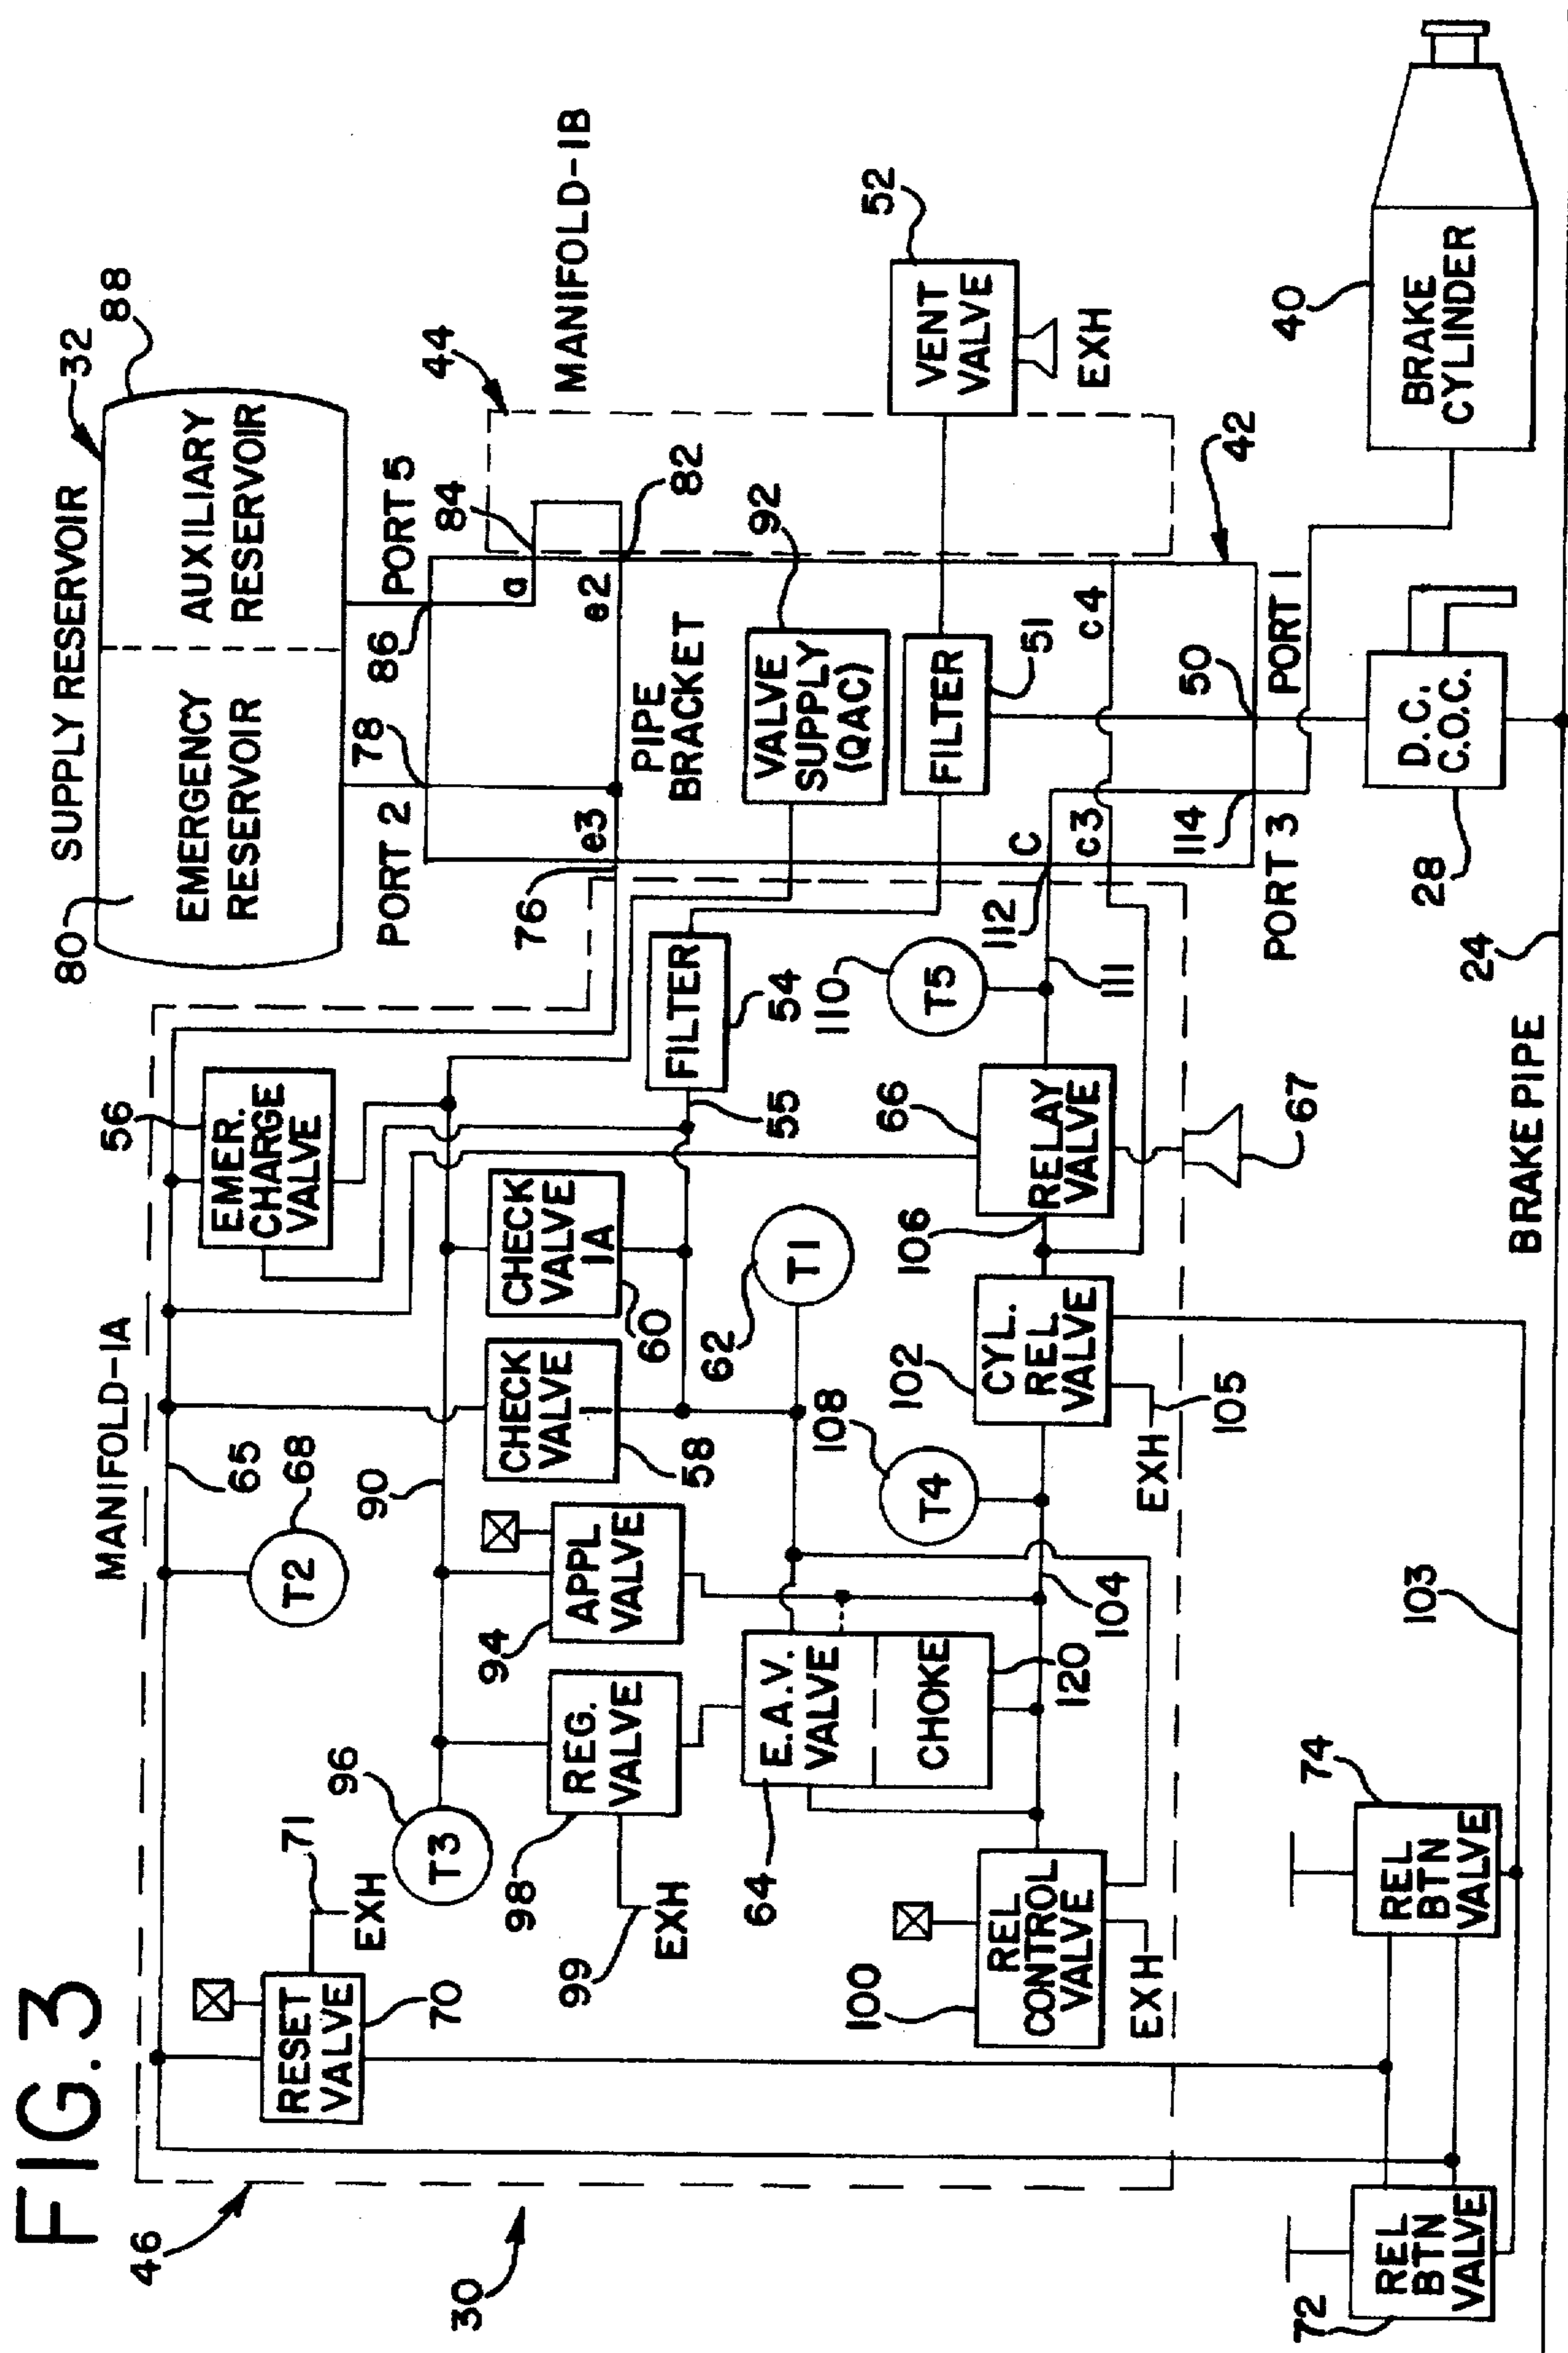 FIG. 3
46
30
MANIFOLD-1A
SUPPLY RESERVOIR
32
88
80
EMERGENCY
RESERVOIR
AUXILIARY
RESERVOIR
PORT 2
78
86
PORT 5
84
44
MANIFOLD-1B
RESET
VALVE
70
71
EXH
T2
68
65
56
EMER.
CHARGE
VALVE
76
e3
a
e2
82
PIPE
BRACKET
96
T3
90
98
REG.
VALVE
99
EXH
94
APPL
VALVE
CHECK
VALVE
1
58
CHECK
VALVE
1A
60
FILTER
54
55
VALVE
SUPPLY
(QAC)
92
FILTER
51
VENT
VALVE
52
EXH
64
E.A.V.
VALVE
CHOKE
120
62
T1
100
REL
CONTROL
VALVE
EXH
104
108
T4
102
CYL.
REL
VALVE
EXH
105
106
66
RELAY
VALVE
67
110
T5
111
112
C
c3
c4
114
50
42
PORT 3
PORT 1
72
REL
BTN
VALVE
74
REL
BTN
VALVE
103
BRAKE PIPE
24
28
D.C.
C.O.C.
40
BRAKE
CYLINDER